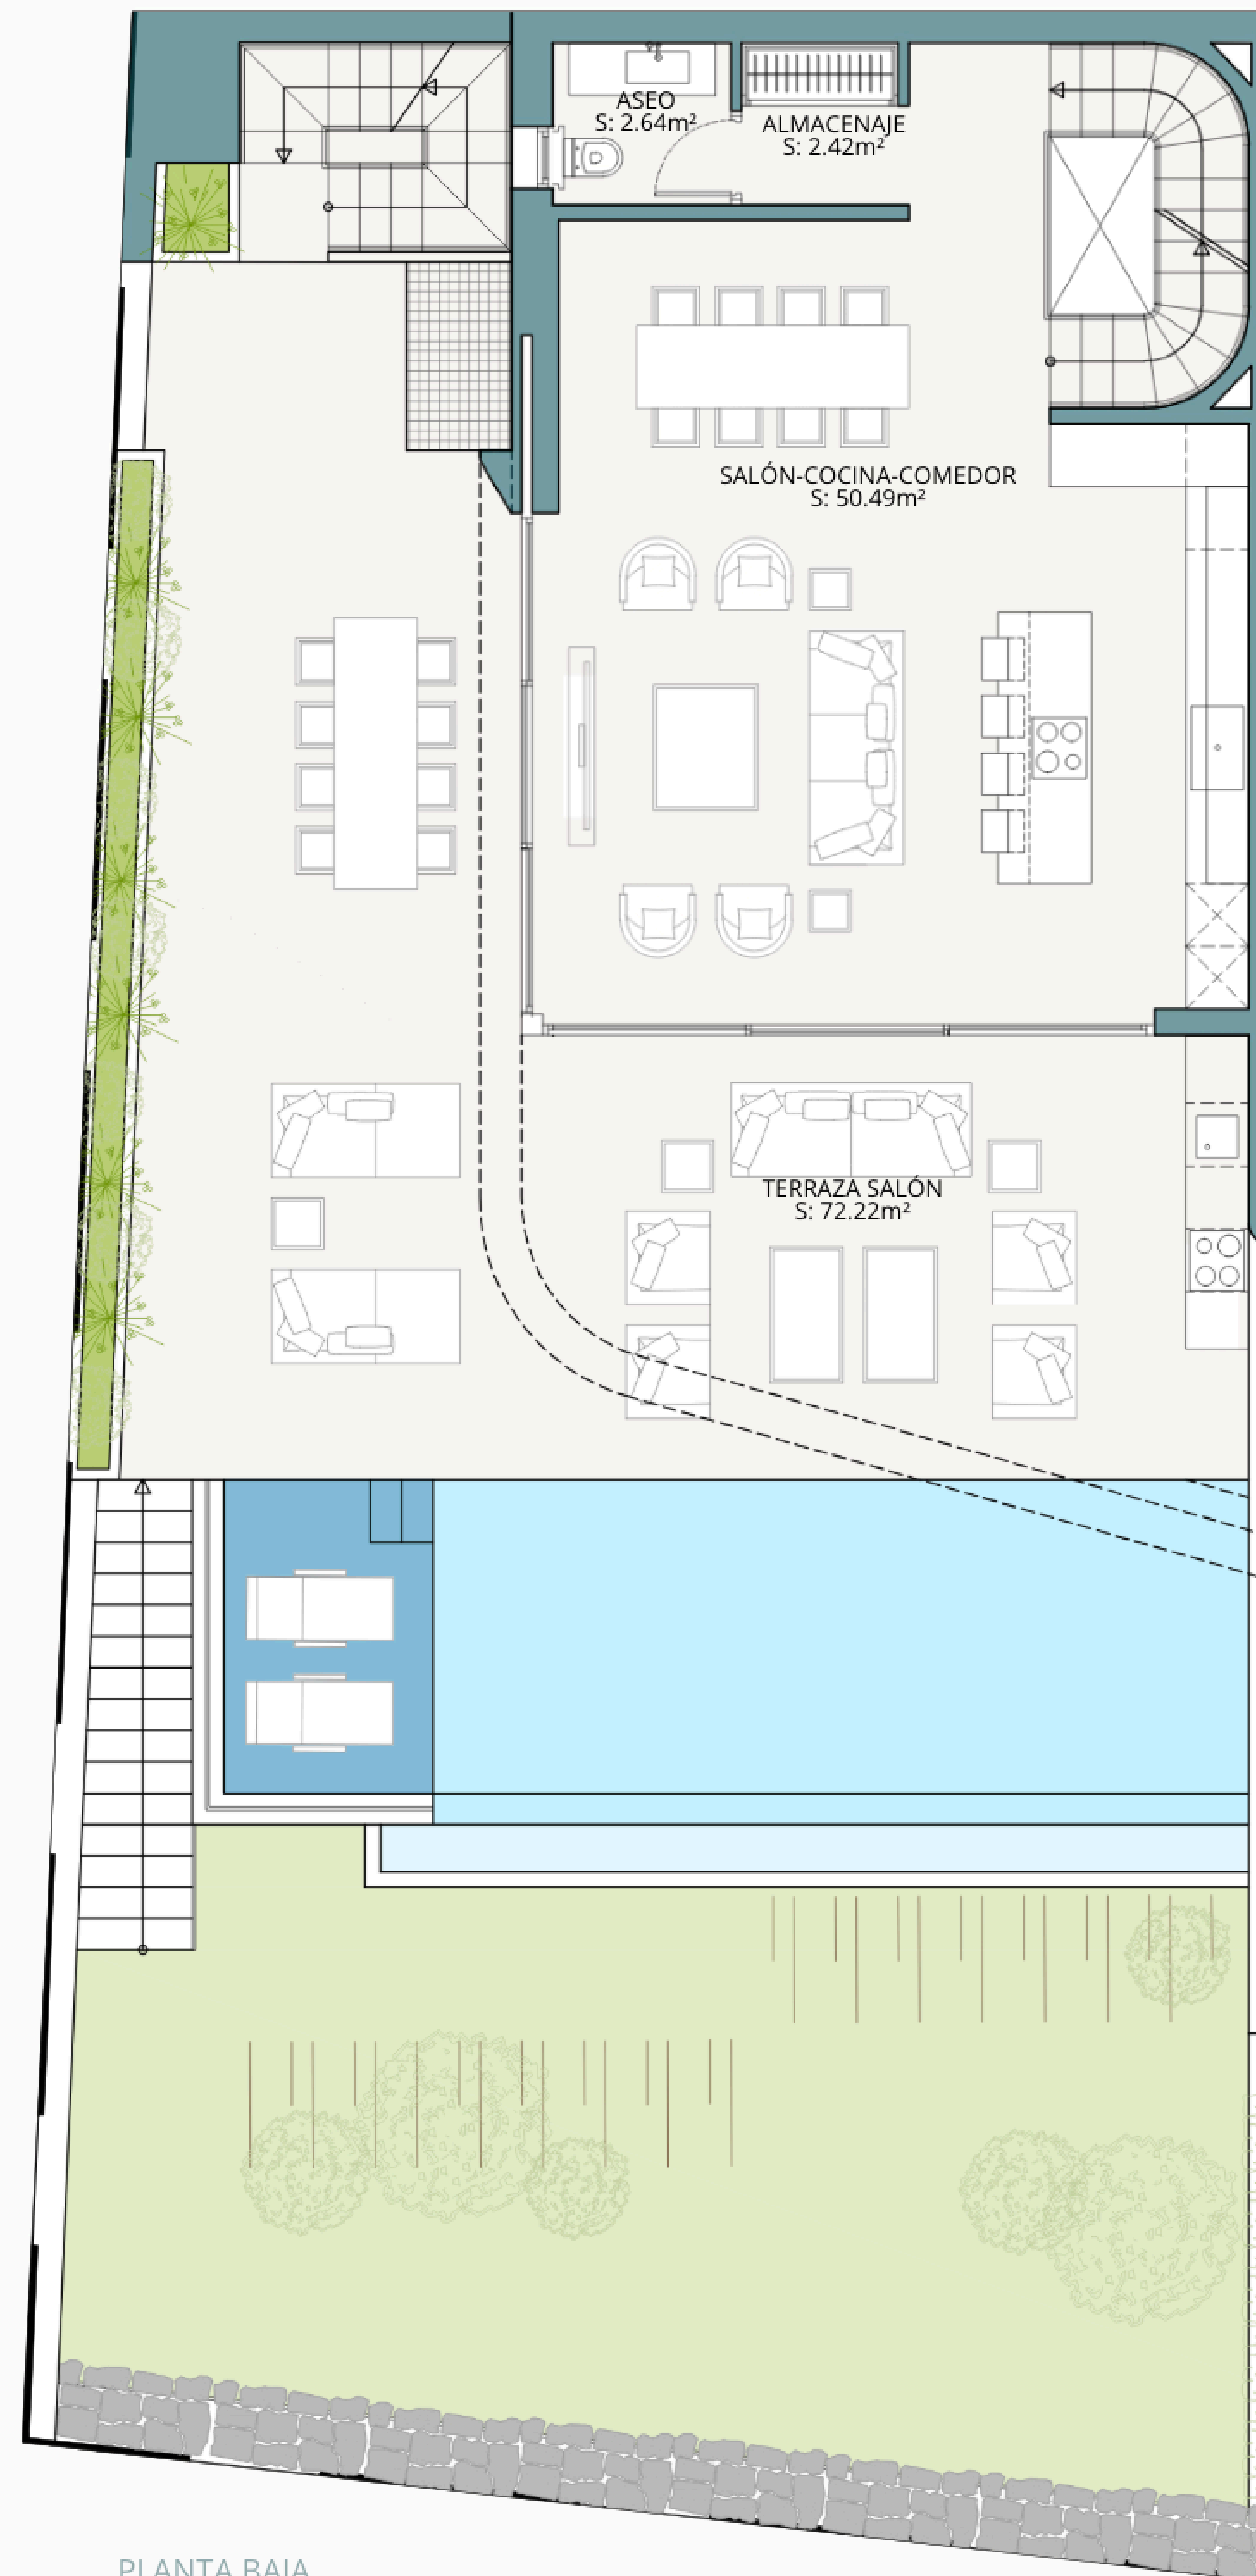 ASEO
S: 2.64m²
ALMACENAJE
S: 2.42m²
SALÓN-COCINA-COMEDOR
S: 50.49m²
TERRAZA SALÓN
S: 72.22m²
PLANTA BAJA